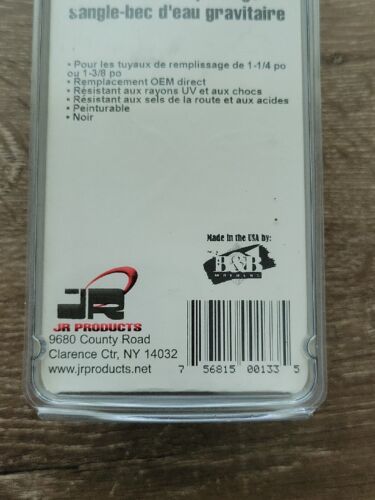 sangle-bec d'eau gravitaire
• Pour les tuyaux de remplissage de 1-1/4 po
ou 1-3/8 po
• Remplacement OEM direct
• Résistant aux rayons UV et aux chocs
• Résistant aux sels de la route et aux acides
• Peinturable
• Noir
Made in the USA by:
B&B
MOLDERS
JR
JR PRODUCTS
9680 County Road
Clarence Ctr, NY 14032
www.jrproducts.net
7 56815 00133 5